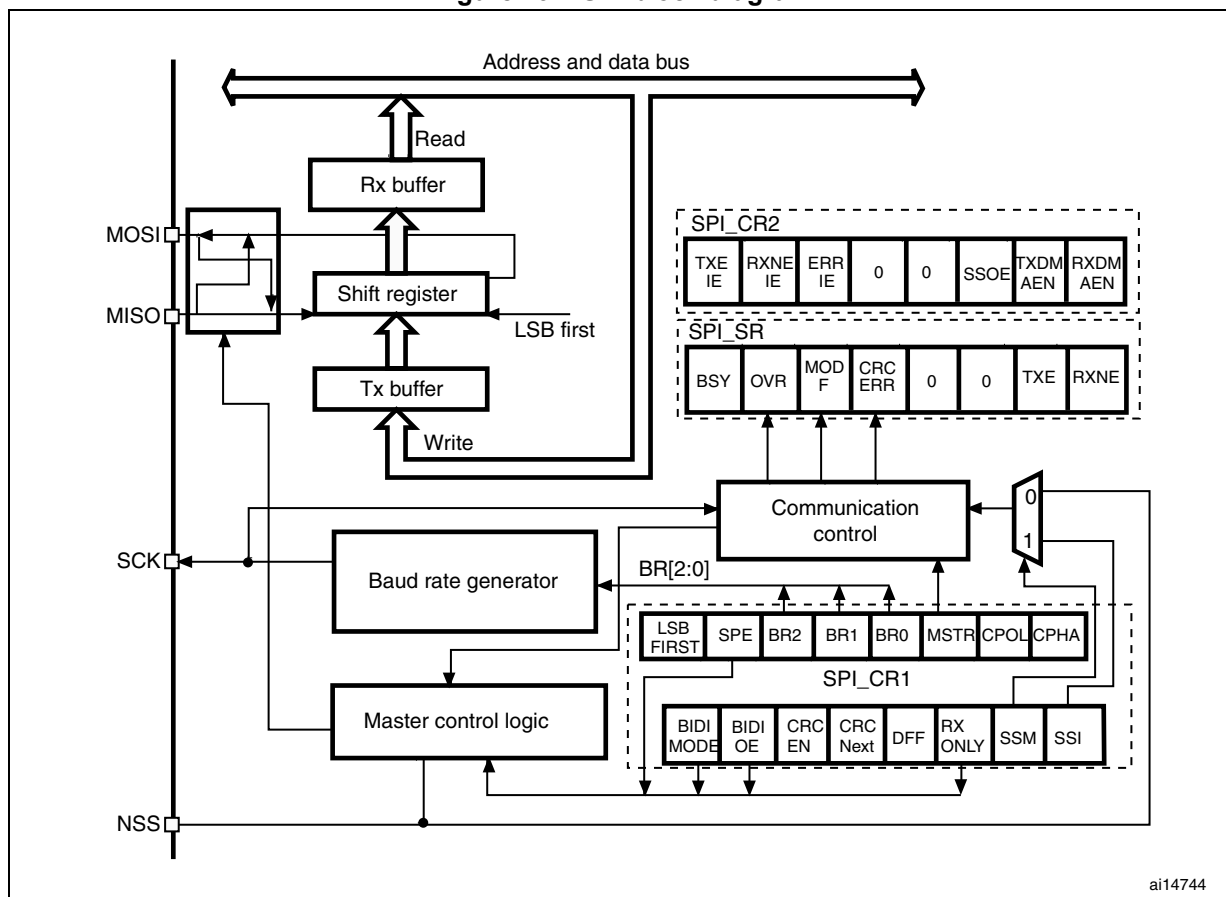 Address and data bus
Read
Rx buffer
MOSI
Shift register
MISO
LSB first
Tx buffer
Write
SPI_CR2
TXE
IE
RXNE
IE
ERR
IE
0
0
SSOE
TXDM
AEN
RXDM
AEN
SPI_SR
BSY
OVR
MOD
F
CRC
ERR
0
0
TXE
RXNE
Communication
control
0
1
SCK
Baud rate generator
BR[2:0]
LSB
FIRST
SPE
BR2
BR1
BR0
MSTR
CPOL
CPHA
SPI_CR1
Master control logic
BIDI
MODE
BIDI
OE
CRC
EN
CRC
Next
DFF
RX
ONLY
SSM
SSI
NSS
ai14744